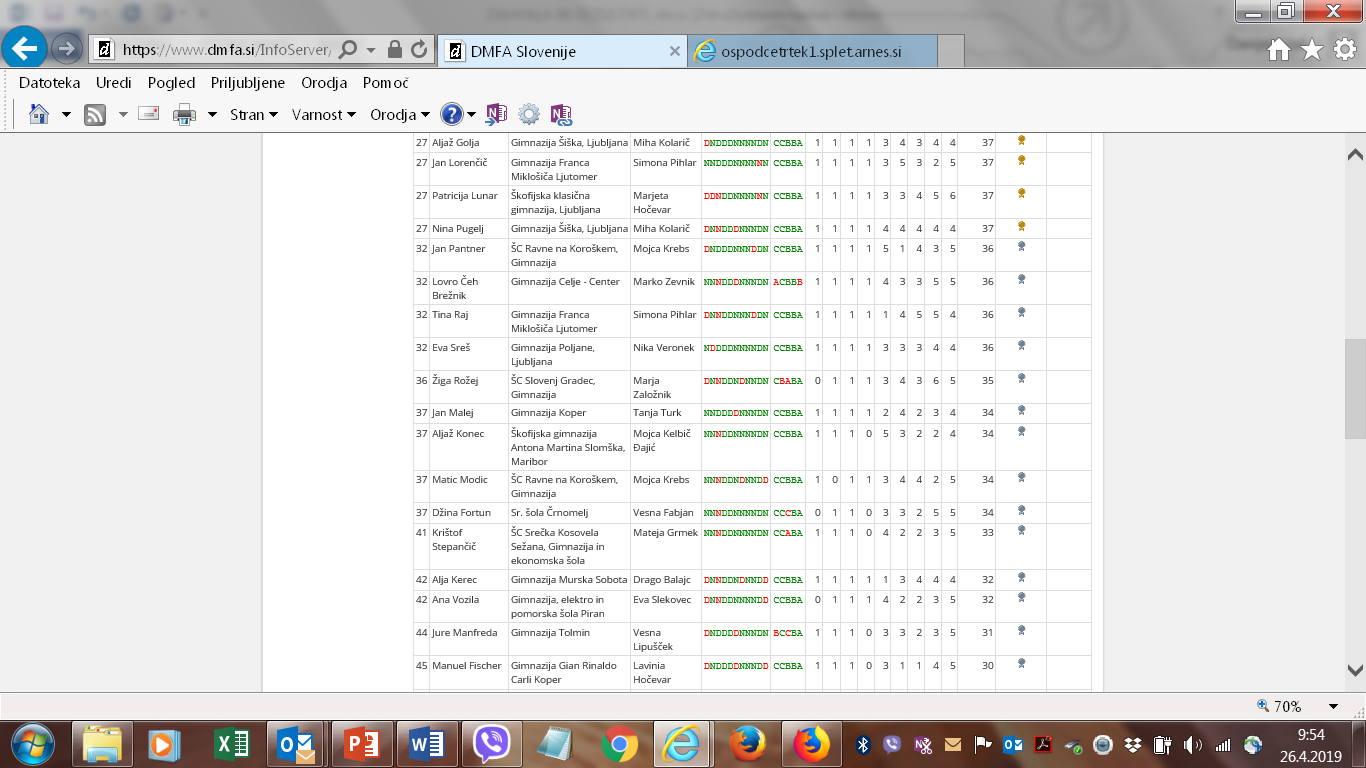 https://www.dmfa.si/InfoServer/
DMFA Slovenije
ospodcetrtek1.splet.arnes.si
Datoteka Uredi Pogled Priljubljene Orodja Pomoč
Stran Varnost Orodja
27 Aljaž Golja Gimnazija Šiška, Ljubljana Miha Kolarič DNDDDNNNNDN CCBBA 1 1 1 1 3 4 3 4 4 37
27 Jan Lorenčič Gimnazija Franca Simona Pihlar NNDDDNNNNNN CCBBA 1 1 1 1 3 5 3 2 5 37
Miklošiča Ljutomer
27 Patricija Lunar Škofijska klasična Marjeta DDNDDNNNNNN CCBBA 1 1 1 1 3 3 4 5 6 37
gimnazija, Ljubljana Hočevar
27 Nina Pugelj Gimnazija Šiška, Ljubljana Miha Kolarič DNNDDDNNNDN CCBBA 1 1 1 1 4 4 4 4 4 37
32 Jan Pantner ŠC Ravne na Koroškem, Mojca Krebs DNDDDNNNDDN CCBBA 1 1 1 1 5 1 4 3 5 36
Gimnazija
32 Lovro Čeh Gimnazija Celje - Center Marko Zevnik NNNDDDNNNDN ACBBB 1 1 1 1 4 3 3 5 5 36
Brežnik
32 Tina Raj Gimnazija Franca Simona Pihlar DNNDDNNNDDN CCBBA 1 1 1 1 1 4 5 5 4 36
Miklošiča Ljutomer
32 Eva Sreš Gimnazija Poljane, Nika Veronek NDDDDNNNNDN CCBBA 1 1 1 1 3 3 3 4 4 36
Ljubljana
36 Žiga Rožej ŠC Slovenj Gradec, Marja DNNDDNDNNDN CBABA 0 1 1 1 3 4 3 6 5 35
Gimnazija Založnik
37 Jan Malej Gimnazija Koper Tanja Turk NNDDDDNNNDN CCBBA 1 1 1 1 2 4 2 3 4 34
37 Aljaž Konec Škofijska gimnazija Mojca Kelbič NNNDDNNNNDN CCBBA 1 1 1 0 5 3 2 2 4 34
Antona Martina Slomška, Đajić
Maribor
37 Matic Modic ŠC Ravne na Koroškem, Mojca Krebs NNNDDNDNNDD CCBBA 1 0 1 1 3 4 4 2 5 34
Gimnazija
37 Džina Fortun Sr. šola Črnomelj Vesna Fabjan NNNDDNNNNDN CCCBA 0 1 1 0 3 3 2 5 5 34
41 Krištof ŠC Srečka Kosovela Mateja Grmek NNNDDNNNNDN CCABA 1 1 1 0 4 2 2 3 5 33
Stepančič Sežana, Gimnazija in
ekonomska šola
42 Alja Kerec Gimnazija Murska Sobota Drago Balajc DNNDDNDNNDD CCBBA 1 1 1 1 1 3 4 4 4 32
42 Ana Vozila Gimnazija, elektro in Eva Slekovec DNNDDNNNNDD CCBBA 0 1 1 1 4 2 2 3 5 32
pomorska šola Piran
44 Jure Manfreda Gimnazija Tolmin Vesna DNDDDDNNNDN BCCBA 1 1 1 0 3 3 2 3 5 31
Lipušček
45 Manuel Fischer Gimnazija Gian Rinaldo Lavinia DNDDDDNNNDD CCBBA 1 1 1 0 3 1 1 4 5 30
Carli Koper Hočevar
70%
9:54
26.4.2019